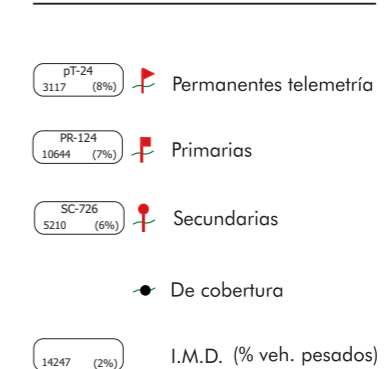 pT-24
3117 (8%)
Permanentes telemetría
PR-124
10644 (7%)
Primarias
SC-726
5210 (6%)
Secundarias
De cobertura
14247 (2%)
I.M.D. (% veh. pesados)